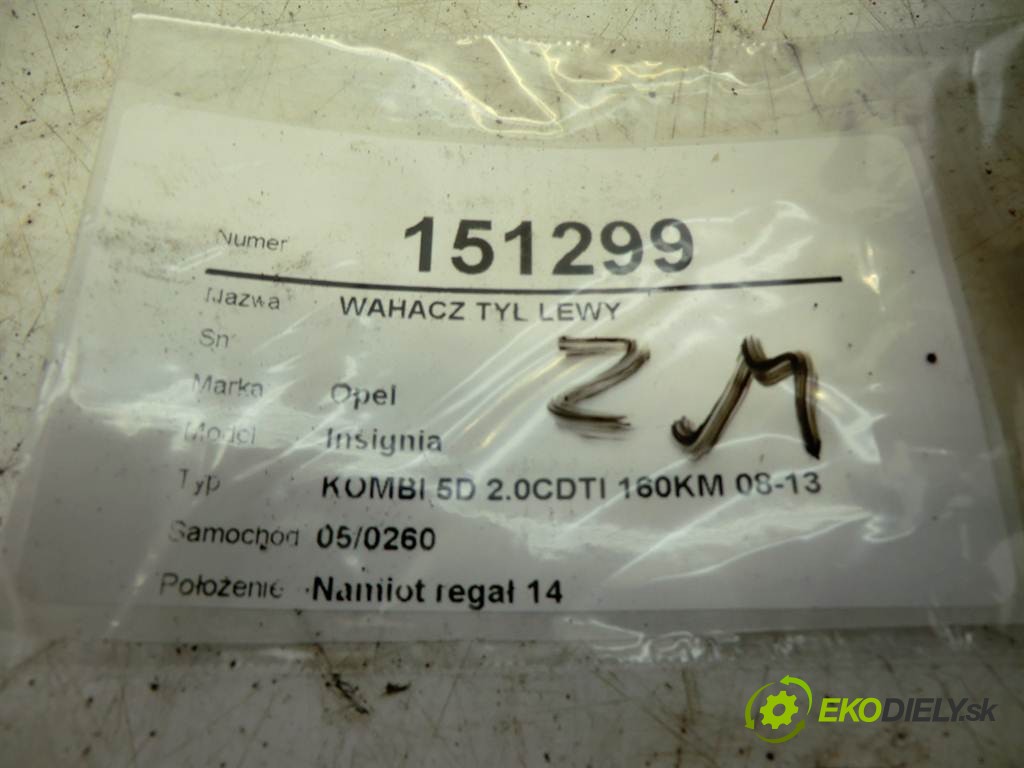 Numer 151299
Nazwa WAHACZ TYL LEWY
Sn
Marka Opel
Model Insignia
Typ KOMBI 5D 2.0CDTI 160KM 08-13
Samochód 05/0260
Położenie Namiot regał 14
ZM
EKODIELY.sk